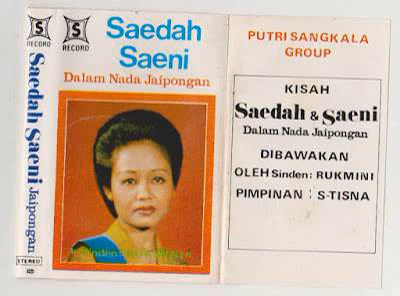 S
RECORD
Saedah Saeni Jaipongan
STEREO
S
RECORD
Saedah
Saeni
Dalam Nada Jaipongan
Sinden:
PUTRI SANGKALA
GROUP
KISAH
Saedah & Saeni
Dalam Nada Jaipongan
DIBAWAKAN
OLEH Sinden: RUKMINI
PIMPINAN : S-TISNA